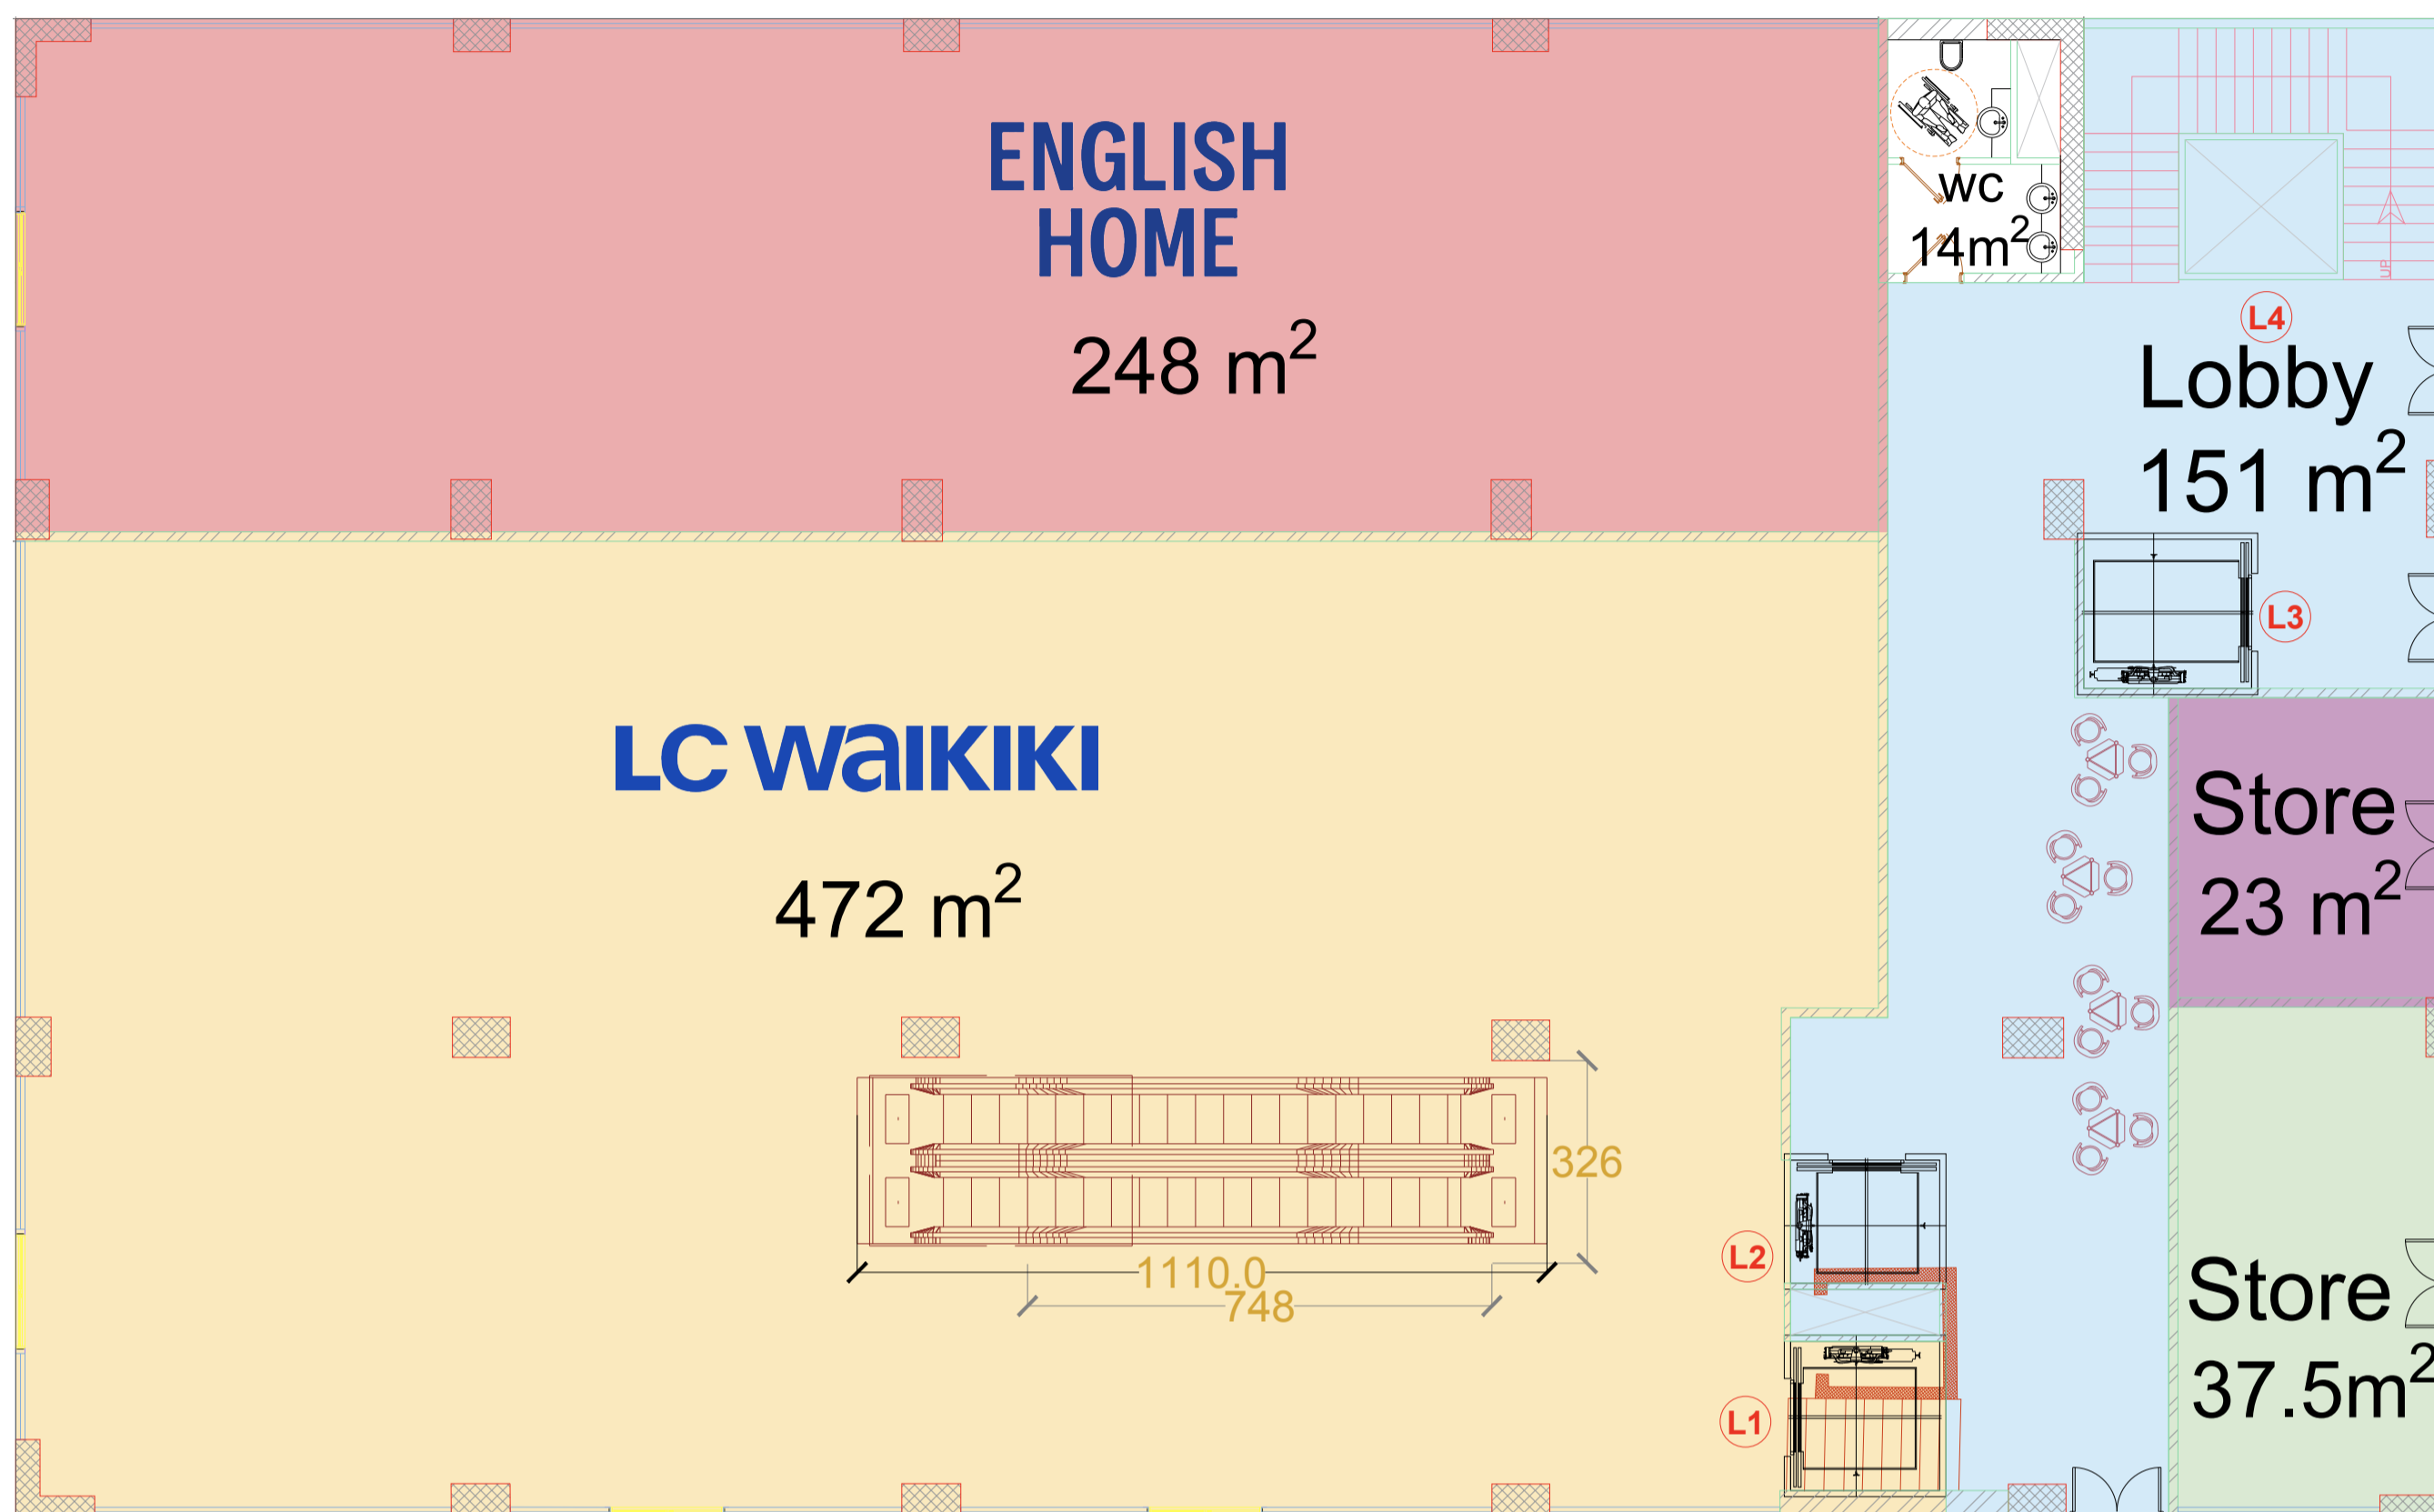 ENGLISH
HOME
248 m²
wc
14m²
UP
L4
Lobby
151 m²
L3
LC WAIKIKI
472 m²
Store
23 m²
326
1110.0
748
L2
L1
Store
37.5m²